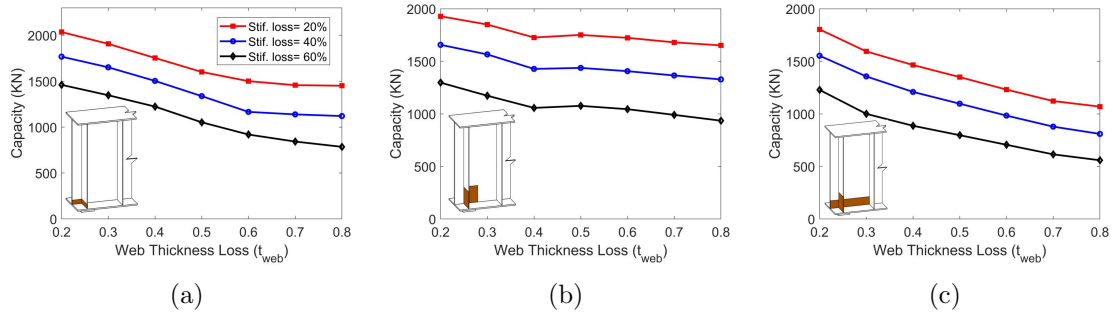 Stif. loss= 20%
Stif. loss= 40%
Stif. loss= 60%
2000
1500
1000
500
0
Capacity (KN)
0.2 0.3 0.4 0.5 0.6 0.7 0.8
Web Thickness Loss (t_web)
(a)
2000
1500
1000
500
0
Capacity (KN)
0.2 0.3 0.4 0.5 0.6 0.7 0.8
Web Thickness Loss (t_web)
(b)
2000
1500
1000
500
0
Capacity (KN)
0.2 0.3 0.4 0.5 0.6 0.7 0.8
Web Thickness Loss (t_web)
(c)